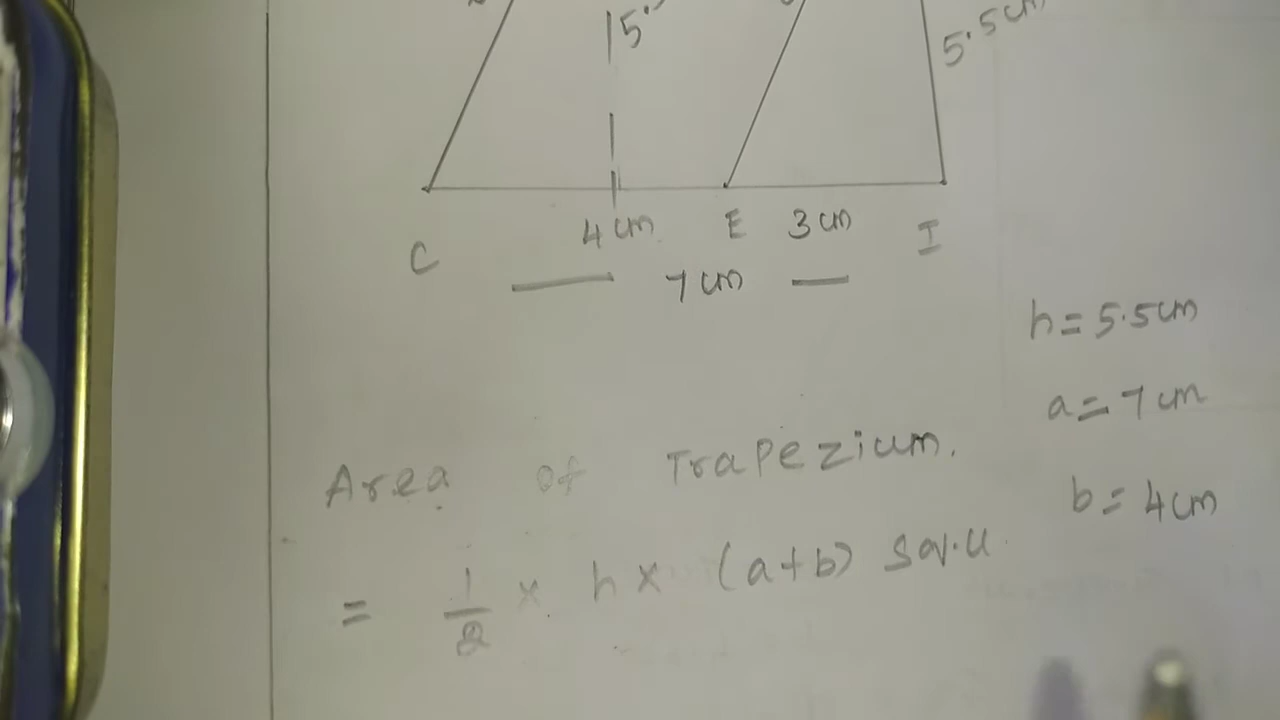 5.
5.5cm
4 cm E 3 cm
C I
7 cm
h = 5.5cm
a = 7 cm
b = 4cm
Area of Trapezium.
= 1/2 × h × (a+b) sq.u.